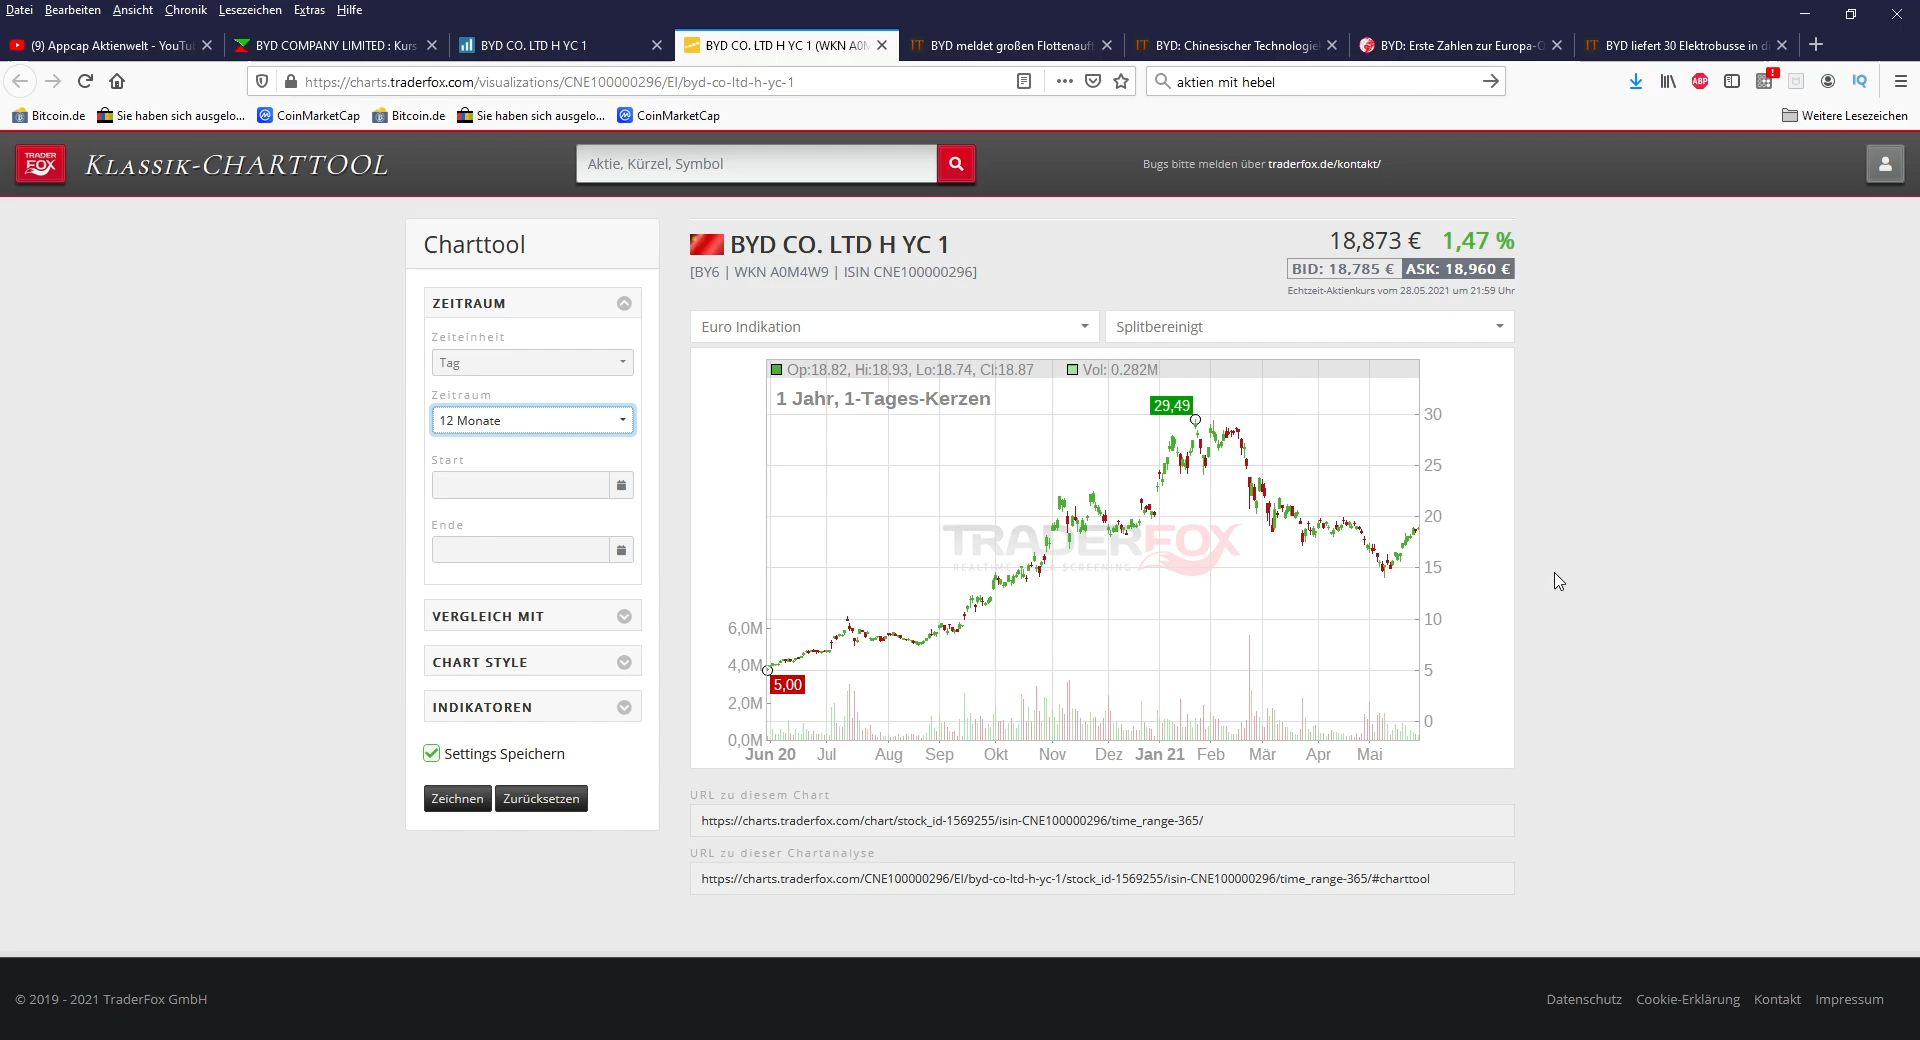 Datei Bearbeiten Ansicht Chronik Lesezeichen Extras Hilfe
(9) Appcap Aktienwelt - YouTu
BYD COMPANY LIMITED : Kurs
BYD CO. LTD H YC 1
BYD CO. LTD H YC 1 (WKN A0M
BYD meldet großen Flottenauft
BYD: Chinesischer Technologie
BYD: Erste Zahlen zur Europa-O
BYD liefert 30 Elektrobusse in d
https://charts.traderfox.com/visualizations/CNE100000296/EI/byd-co-ltd-h-yc-1
aktien mit hebel
ABP
IQ
Bitcoin.de
Sie haben sich ausgelo...
CoinMarketCap
Bitcoin.de
Sie haben sich ausgelo...
CoinMarketCap
Weitere Lesezeichen
TRADER
FOX
KLASSIK-CHARTTOOL
Aktie, Kürzel, Symbol
Bugs bitte melden über traderfox.de/kontakt/
Charttool
ZEITRAUM
Zeiteinheit
Tag
Zeitraum
12 Monate
Start
Ende
VERGLEICH MIT
CHART STYLE
INDIKATOREN
Settings Speichern
Zeichnen
Zurücksetzen
BYD CO. LTD H YC 1
[BY6 | WKN A0M4W9 | ISIN CNE100000296]
18,873 € 1,47 %
BID: 18,785 € ASK: 18,960 €
Echtzeit-Aktienkurs vom 28.05.2021 um 21:59 Uhr
Euro Indikation
Splitbereinigt
Op:18.82, Hi:18.93, Lo:18.74, Cl:18.87 Vol: 0.282M
1 Jahr, 1-Tages-Kerzen
29,49
5,00
TRADERFOX
30
25
20
15
10
5
0
6,0M
4,0M
2,0M
0,0M
Jun 20 Jul Aug Sep Okt Nov Dez Jan 21 Feb Mär Apr Mai
URL zu diesem Chart
https://charts.traderfox.com/chart/stock_id-1569255/isin-CNE100000296/time_range-365/
URL zu dieser Chartanalyse
https://charts.traderfox.com/CNE100000296/EI/byd-co-ltd-h-yc-1/stock_id-1569255/isin-CNE100000296/time_range-365/#charttool
© 2019 - 2021 TraderFox GmbH
Datenschutz Cookie-Erklärung Kontakt Impressum